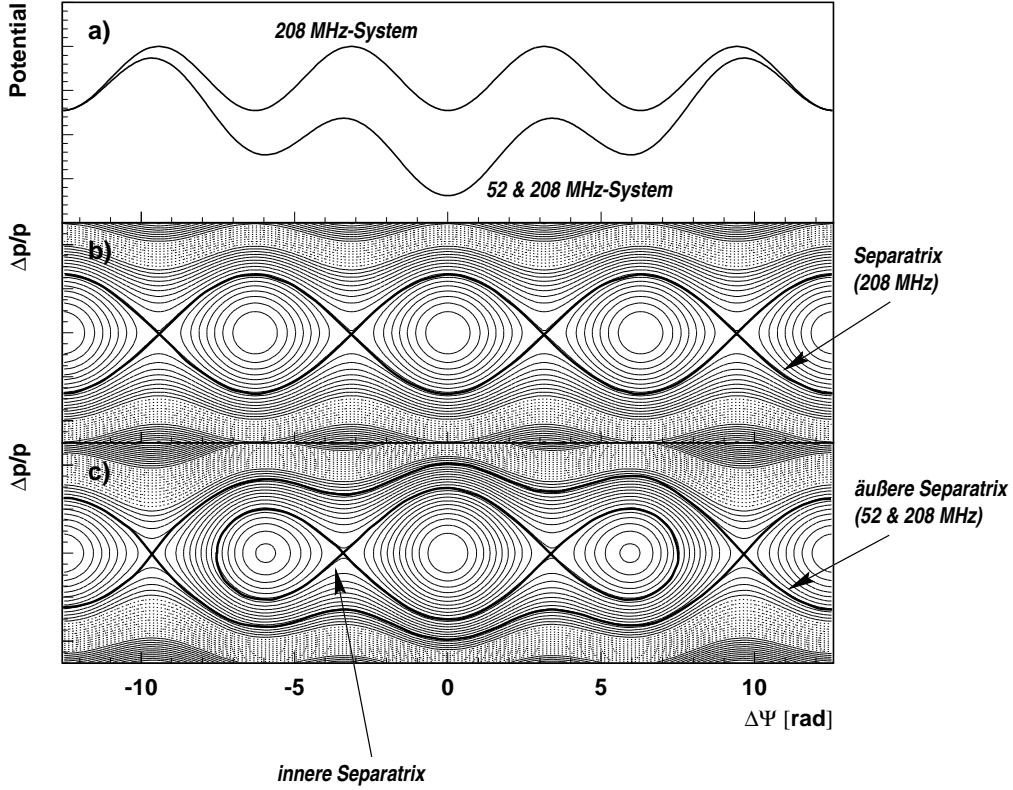 Potential
a)
208 MHz-System
52 & 208 MHz-System
Δp/p
b)
Separatrix
(208 MHz)
Δp/p
c)
äußere Separatrix
(52 & 208 MHz)
-10 -5 0 5 10
ΔΨ [rad]
innere Separatrix